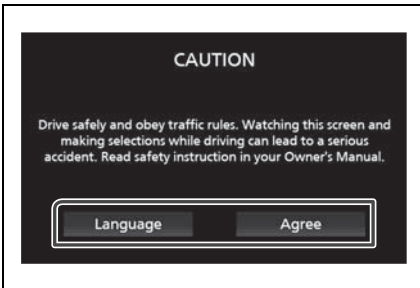 CAUTION
Drive safely and obey traffic rules. Watching this screen and
making selections while driving can lead to a serious
accident. Read safety instruction in your Owner's Manual.
Language Agree